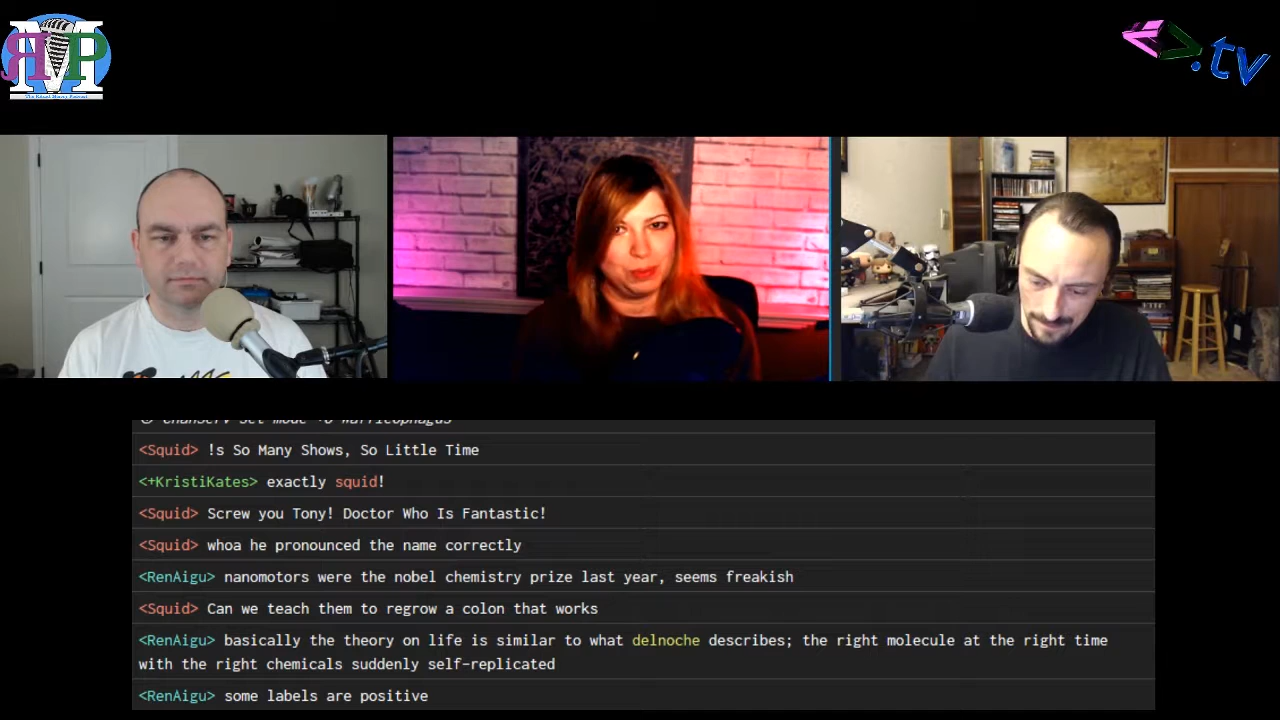 RMP
.tv
<Squid> !s So Many Shows, So Little Time
<+KristiKates> exactly squid!
<Squid> Screw you Tony! Doctor Who Is Fantastic!
<Squid> whoa he pronounced the name correctly
<RenAigu> nanomotors were the nobel chemistry prize last year, seems freakish
<Squid> Can we teach them to regrow a colon that works
<RenAigu> basically the theory on life is similar to what delnoche describes; the right molecule at the right time
with the right chemicals suddenly self-replicated
<RenAigu> some labels are positive